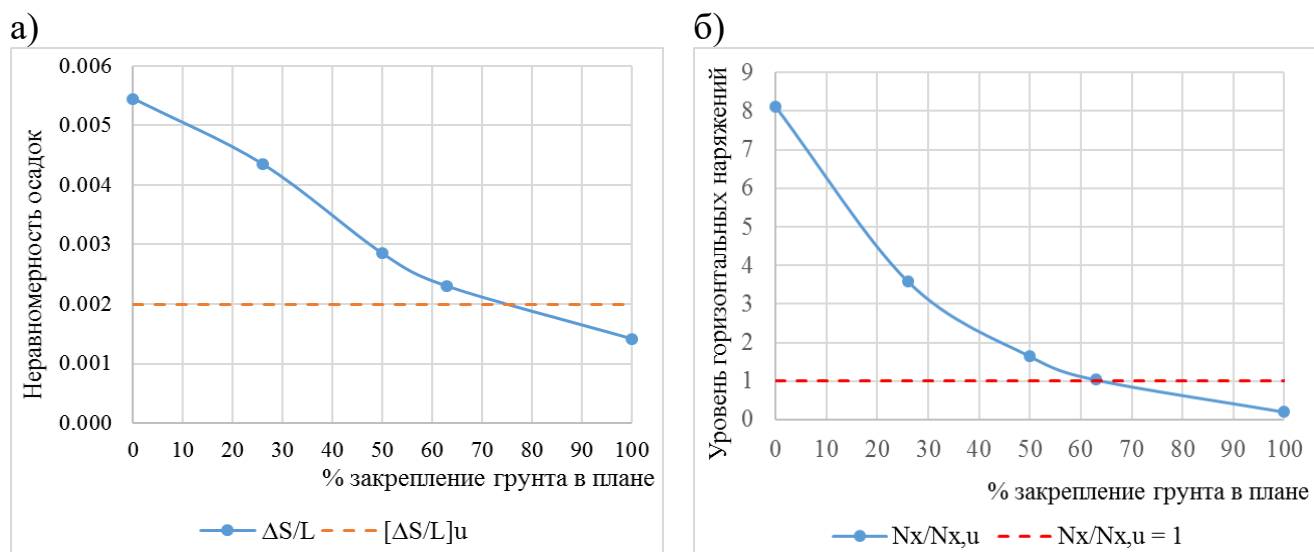 а)
0.006
0.005
0.004
0.003
0.002
0.001
0.000
Неравномерность осадок
0 10 20 30 40 50 60 70 80 90 100
% закрепление грунта в плане
ΔS/L [ΔS/L]u
б)
9
8
7
6
5
4
3
2
1
0
Уровень горизонтальных наряжений
0 10 20 30 40 50 60 70 80 90 100
% закрепление грунта в плане
Nx/Nx,u Nx/Nx,u = 1